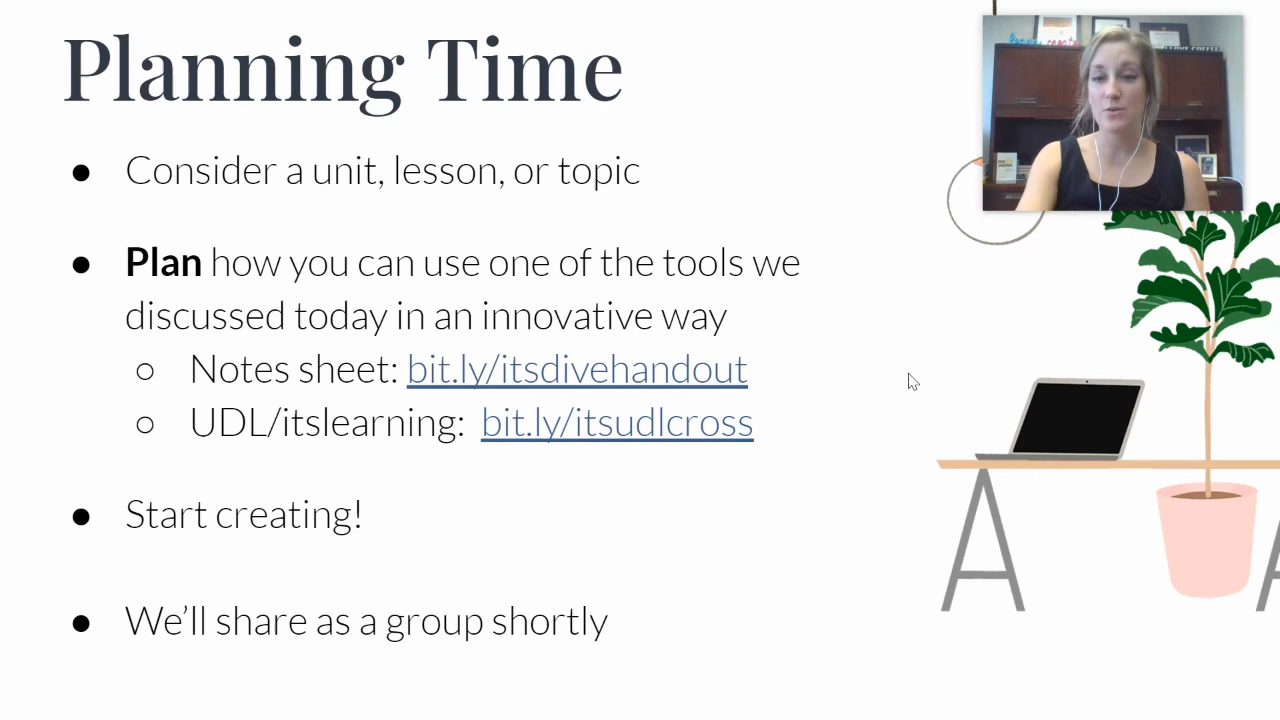 Planning Time
● Consider a unit, lesson, or topic
● Plan how you can use one of the tools we
discussed today in an innovative way
○ Notes sheet: bit.ly/itsdivehandout
○ UDL/itslearning: bit.ly/itsudlcross
● Start creating!
● We’ll share as a group shortly